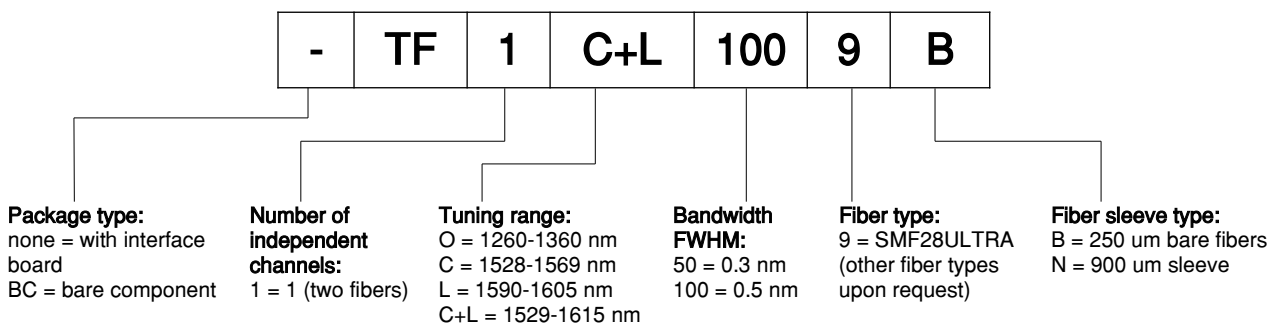 - TF 1 C+L 100 9 B
Package type:
none = with interface
board
BC = bare component
Number of
independent
channels:
1 = 1 (two fibers)
Tuning range:
O = 1260-1360 nm
C = 1528-1569 nm
L = 1590-1605 nm
C+L = 1529-1615 nm
Bandwidth
FWHM:
50 = 0.3 nm
100 = 0.5 nm
Fiber type:
9 = SMF28ULTRA
(other fiber types
upon request)
Fiber sleeve type:
B = 250 um bare fibers
N = 900 um sleeve